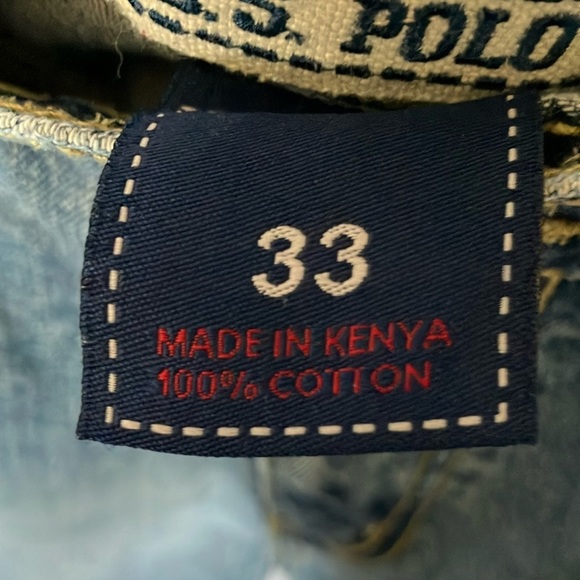 U.S. POLO
33
MADE IN KENYA
100% COTTON